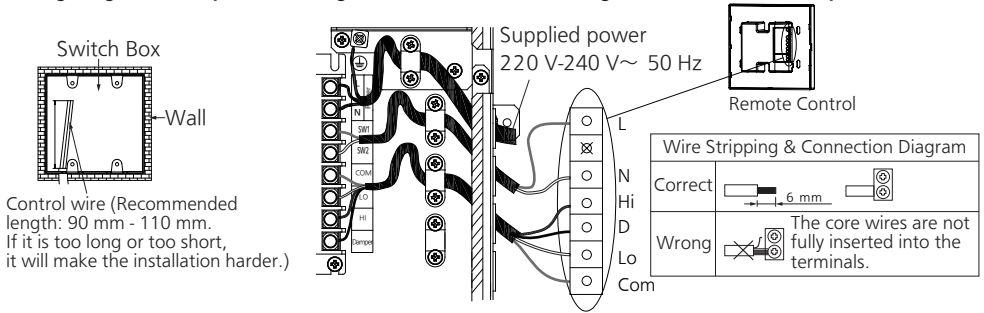 Switch Box
Wall
Control wire (Recommended
length: 90 mm - 110 mm.
If it is too long or too short,
it will make the installation harder.)
N
SW1
SW2
COM
LO
HI
Damper
Supplied power
220 V-240 V～ 50 Hz
L
N
Hi
D
Lo
Com
Remote Control
Wire Stripping & Connection Diagram
Correct
6 mm
Wrong
The core wires are not
fully inserted into the
terminals.